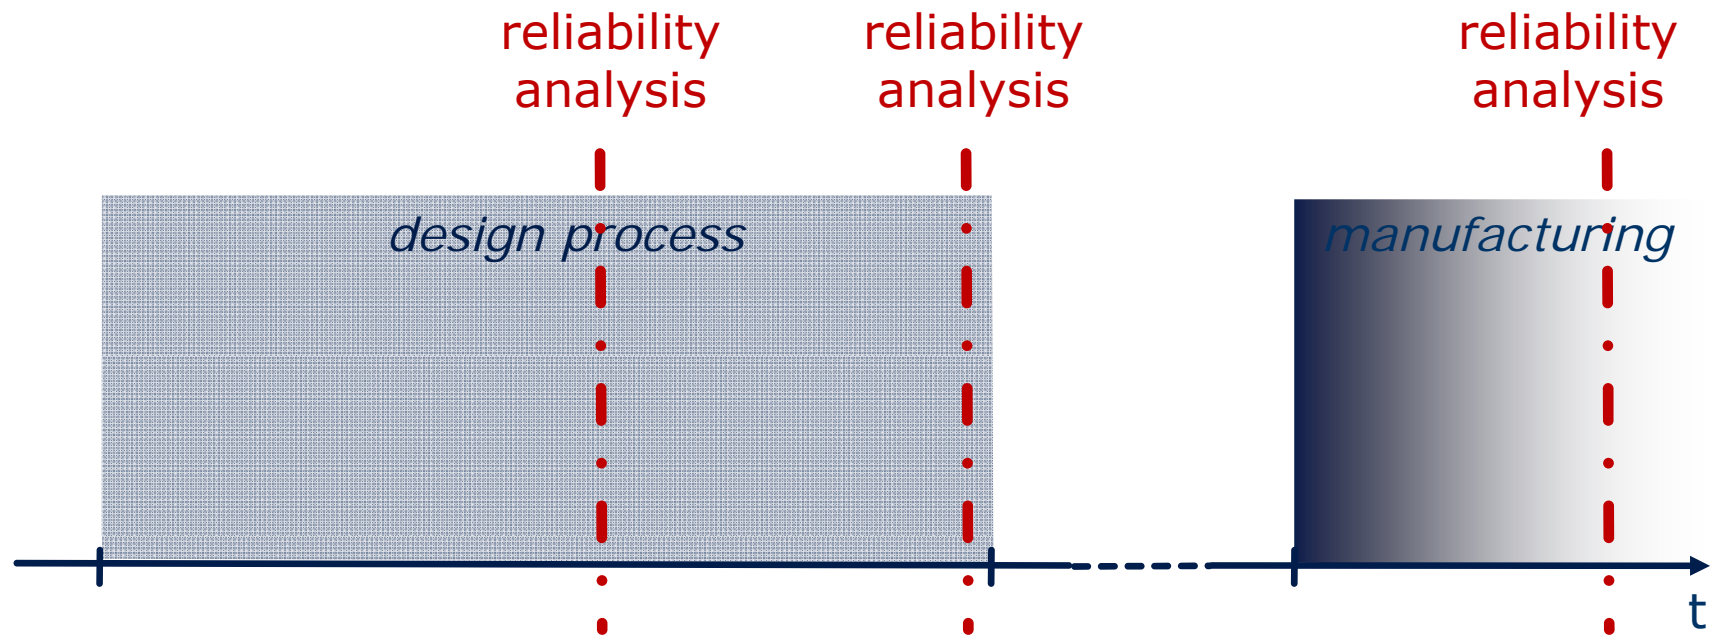 reliability
analysis
reliability
analysis
reliability
analysis
design process
manufacturing
t